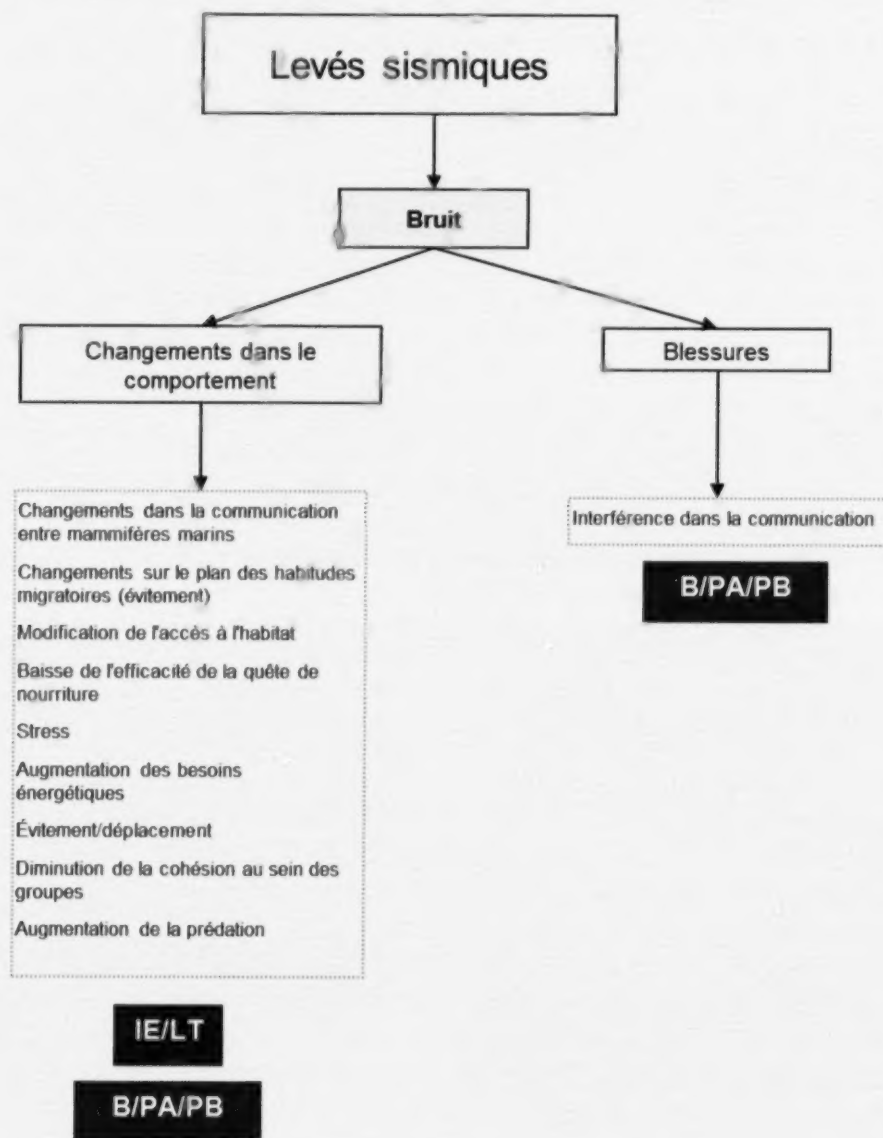 Levés sismiques
Bruit
Changements dans le
comportement
Blessures
Changements dans la communication
entre mammifères marins
Changements sur le plan des habitudes
migratoires (évitement)
Modification de l'accès à l'habitat
Baisse de l'efficacité de la quête de
nourriture
Stress
Augmentation des besoins
énergétiques
Évitement/déplacement
Diminution de la cohésion au sein des
groupes
Augmentation de la prédation
IE/LT
B/PA/PB
Interférence dans la communication
B/PA/PB